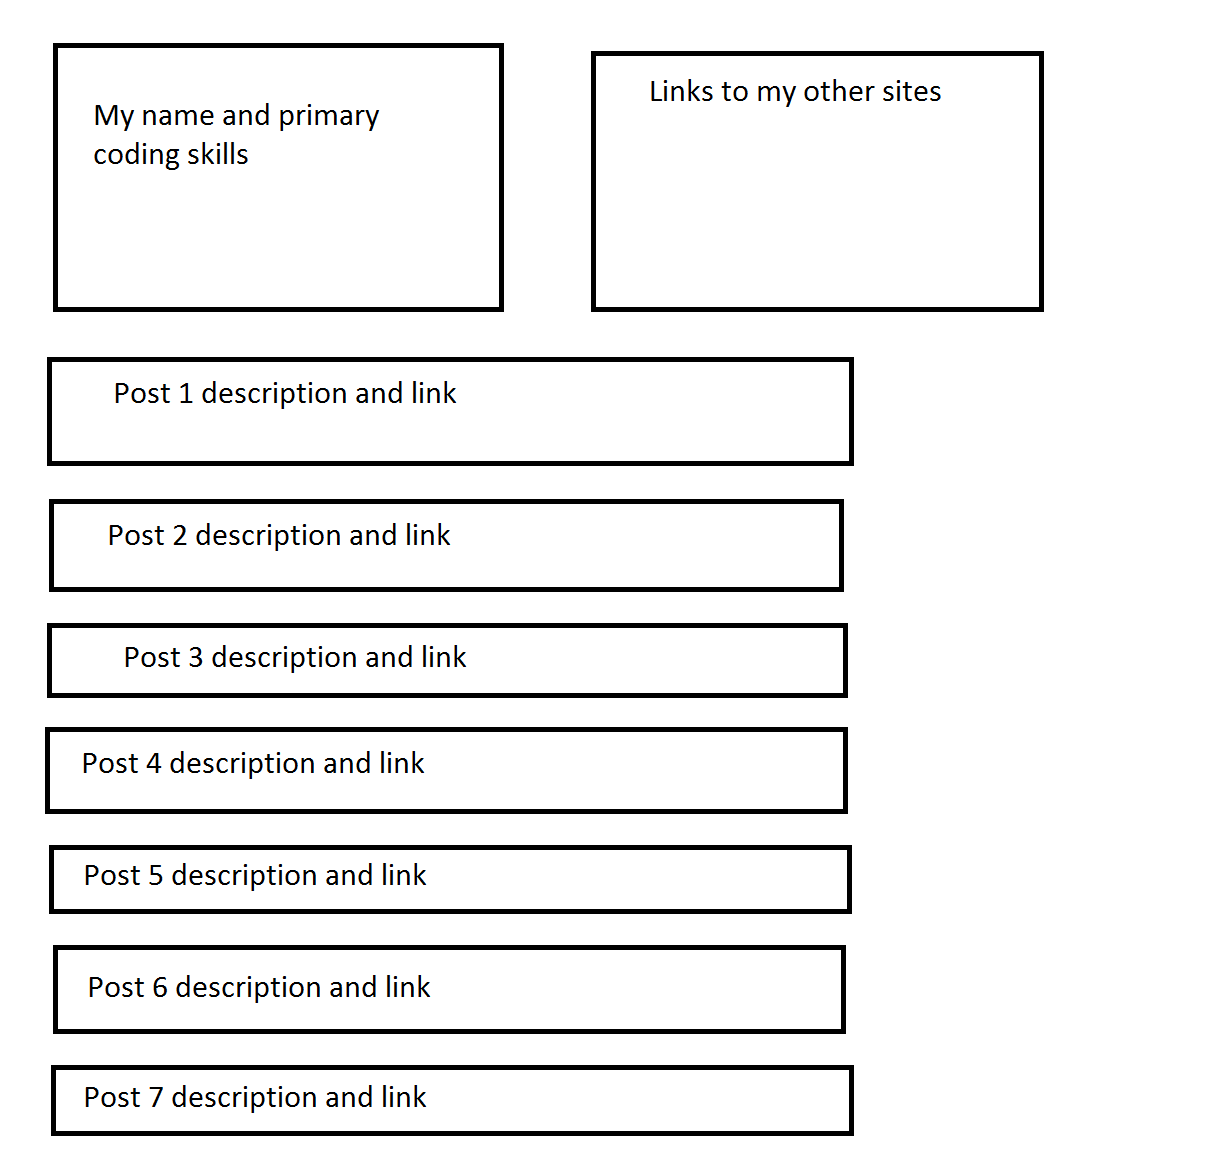 My name and primary
coding skills
Links to my other sites
Post 1 description and link
Post 2 description and link
Post 3 description and link
Post 4 description and link
Post 5 description and link
Post 6 description and link
Post 7 description and link